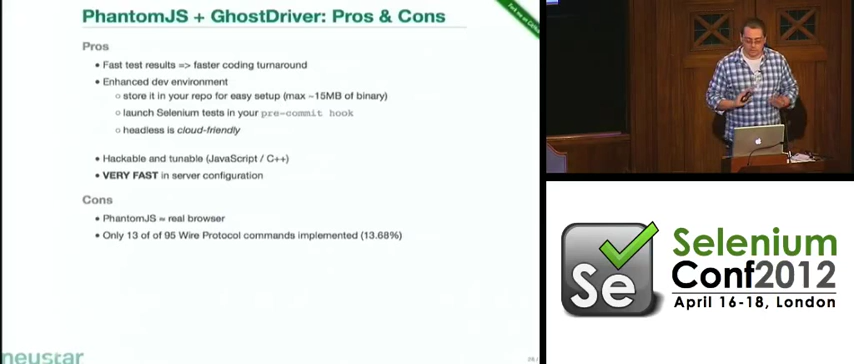 PhantomJS + GhostDriver: Pros & Cons
Pros
• Fast test results => faster coding turnaround
• Enhanced dev environment
○ store it in your repo for easy setup (max ~15MB of binary)
○ launch Selenium tests in your pre-commit hook
○ headless is cloud-friendly
• Hackable and tunable (JavaScript / C++)
• VERY FAST in server configuration
Cons
• PhantomJS ≈ real browser
• Only 13 of of 95 Wire Protocol commands implemented (13.68%)
neustar
Se
Selenium
Conf2012
April 16-18, London